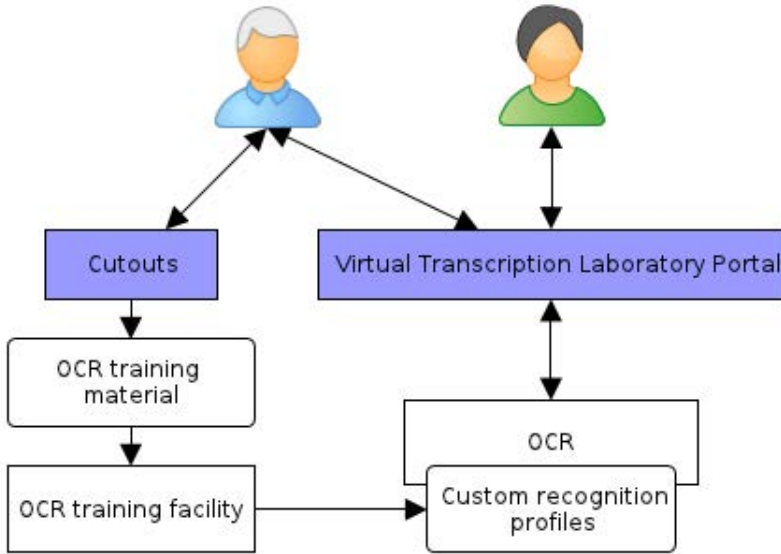 Cutouts
Virtual Transcription Laboratory Portal
OCR training
material
OCR
OCR training facility
Custom recognition
profiles